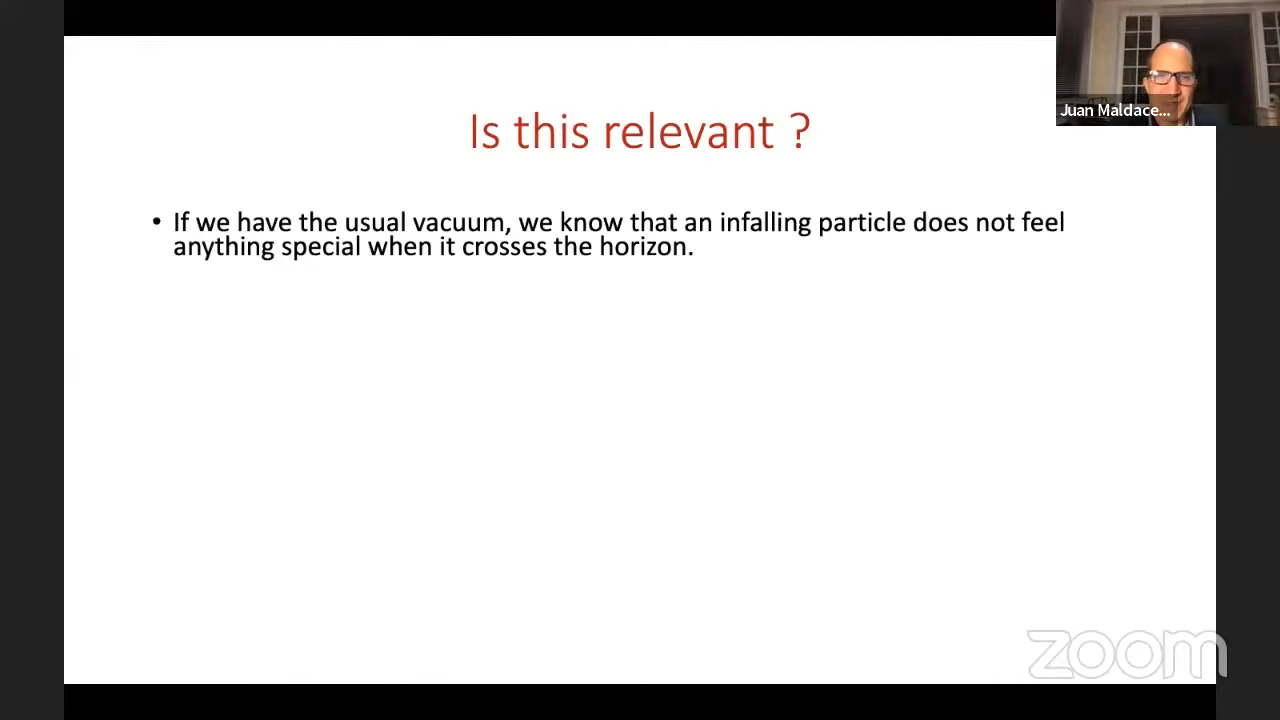 Juan Maldace...
Is this relevant ?
• If we have the usual vacuum, we know that an infalling particle does not feel
anything special when it crosses the horizon.
zoom